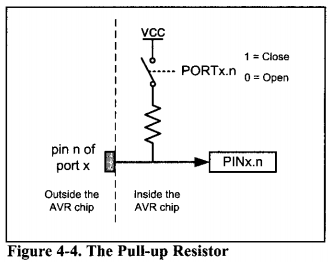 VCC
1 = Close
PORTx.n
0 = Open
pin n of
port x
PINx.n
Outside the
AVR chip
Inside the
AVR chip
Figure 4-4. The Pull-up Resistor